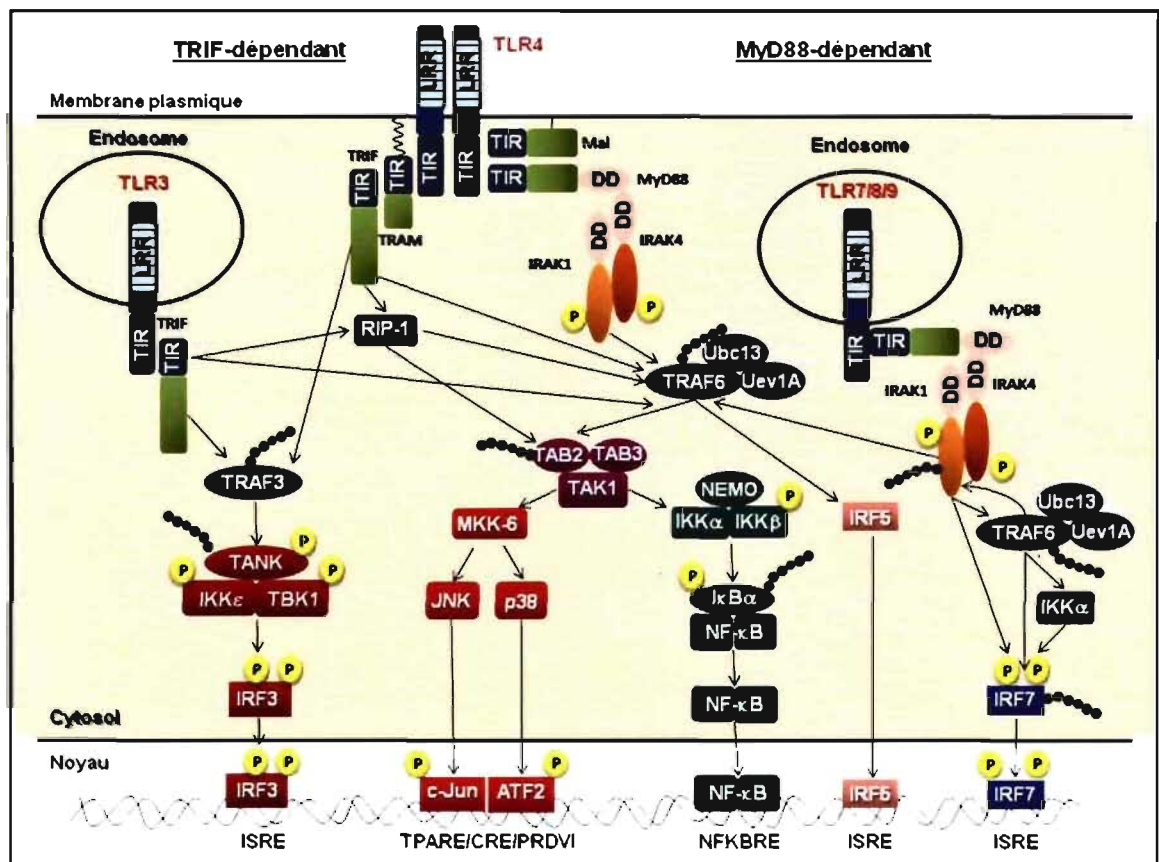 TRIF-dépendant
TLR4
MyD88-dépendant
LRR
LRR
Membrane plasmique
Endosome
TIR
TIR
TIR
Mal
Endosome
TLR3
TRIF
TIR
TIR
TIR
DD
MyD88
TLR7/8/9
LRR
TRAM
DD
DD
IRAK4
IRAK1
LRR
P
P
MyD88
TIR
TRIF
TIR
RIP-1
Ubc13
TIR
TIR
DD
TRAF6
Uev1A
IRAK1
DD
DD
IRAK4
P
TRAF3
TAB2
TAB3
TAK1
NEMO
P
P
IKKα
IKKβ
MKK-6
IRF5
Ubc13
TRAF6
Uev1A
TANK
P
P
P
IKKε
TBK1
JNK
p38
P
IκBα
NF-κB
IKKα
P
P
IRF3
NF-κB
P
P
IRF7
Cytosol
Noyau
P
P
IRF3
P
P
c-Jun
ATF2
NF-κB
IRF5
P
P
IRF7
ISRE
TPARE/CRE/PRDVI
NFKBRE
ISRE
ISRE